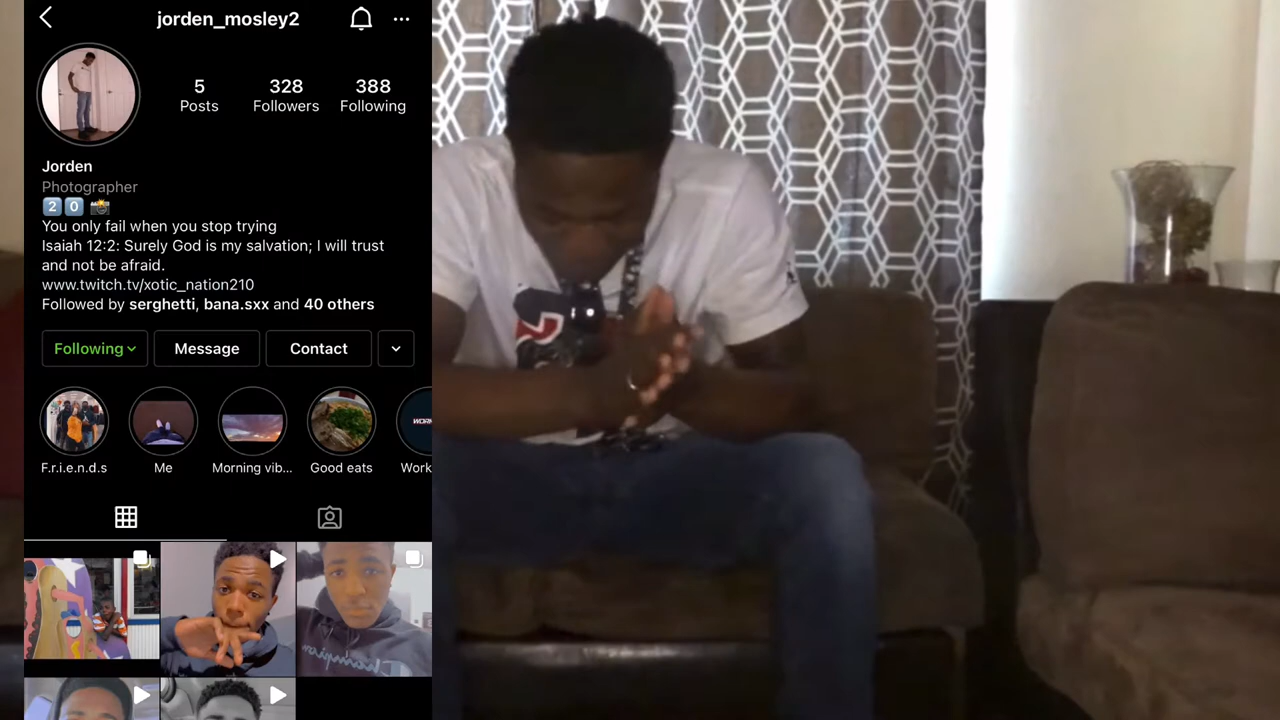 jorden_mosley2
5 328 388
Posts Followers Following
Jorden
Photographer
2 0
You only fail when you stop trying
Isaiah 12:2: Surely God is my salvation; I will trust
and not be afraid.
www.twitch.tv/xotic_nation210
Followed by serghetti, bana.sxx and 40 others
Following Message Contact
F.r.i.e.n.d.s Me Morning vib... Good eats Work
Champion